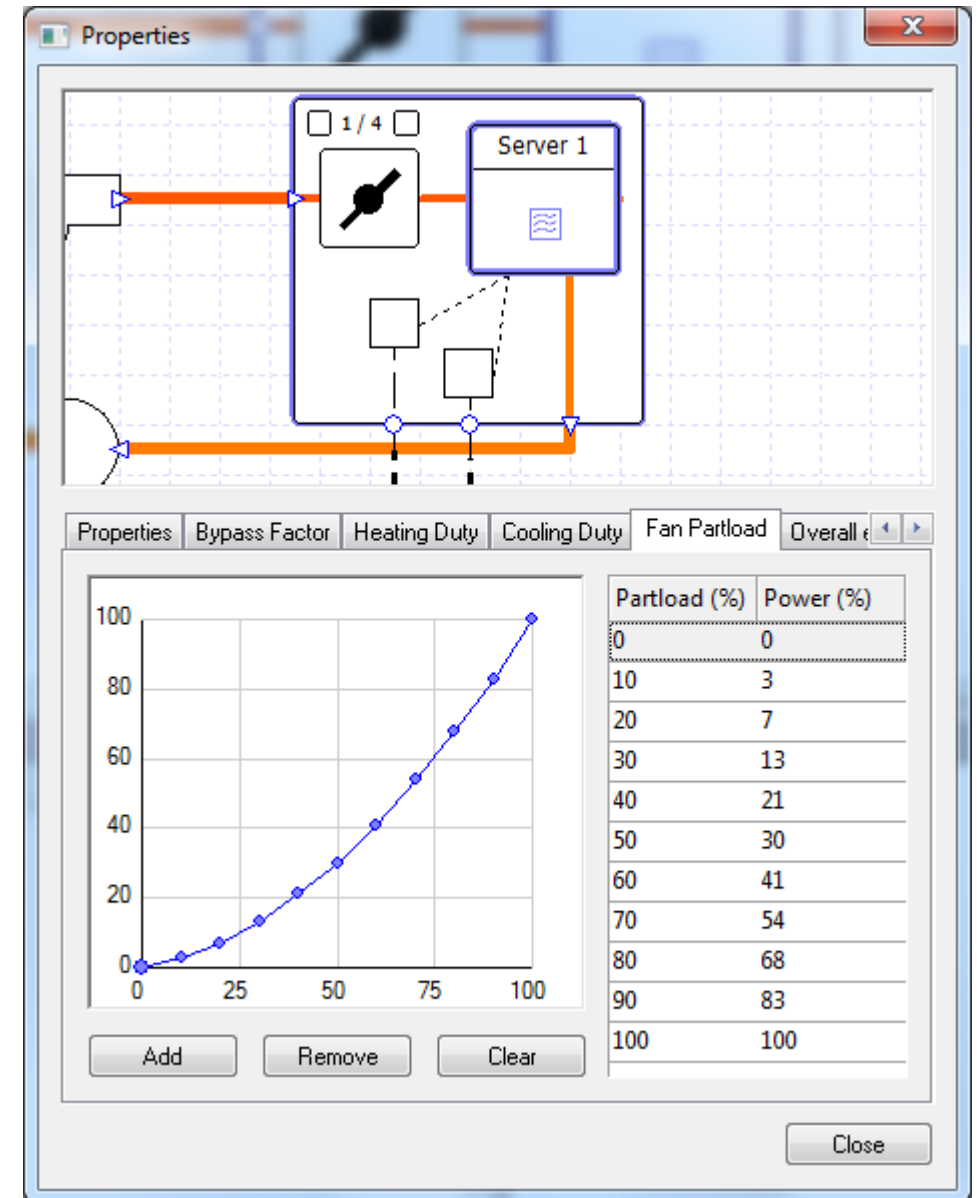 Properties
1 / 4
Server 1
Properties Bypass Factor Heating Duty Cooling Duty Fan Partload Overall
100
80
60
40
20
0
0 25 50 75 100
Partload (%) Power (%)
0 0
10 3
20 7
30 13
40 21
50 30
60 41
70 54
80 68
90 83
100 100
Add Remove Clear
Close